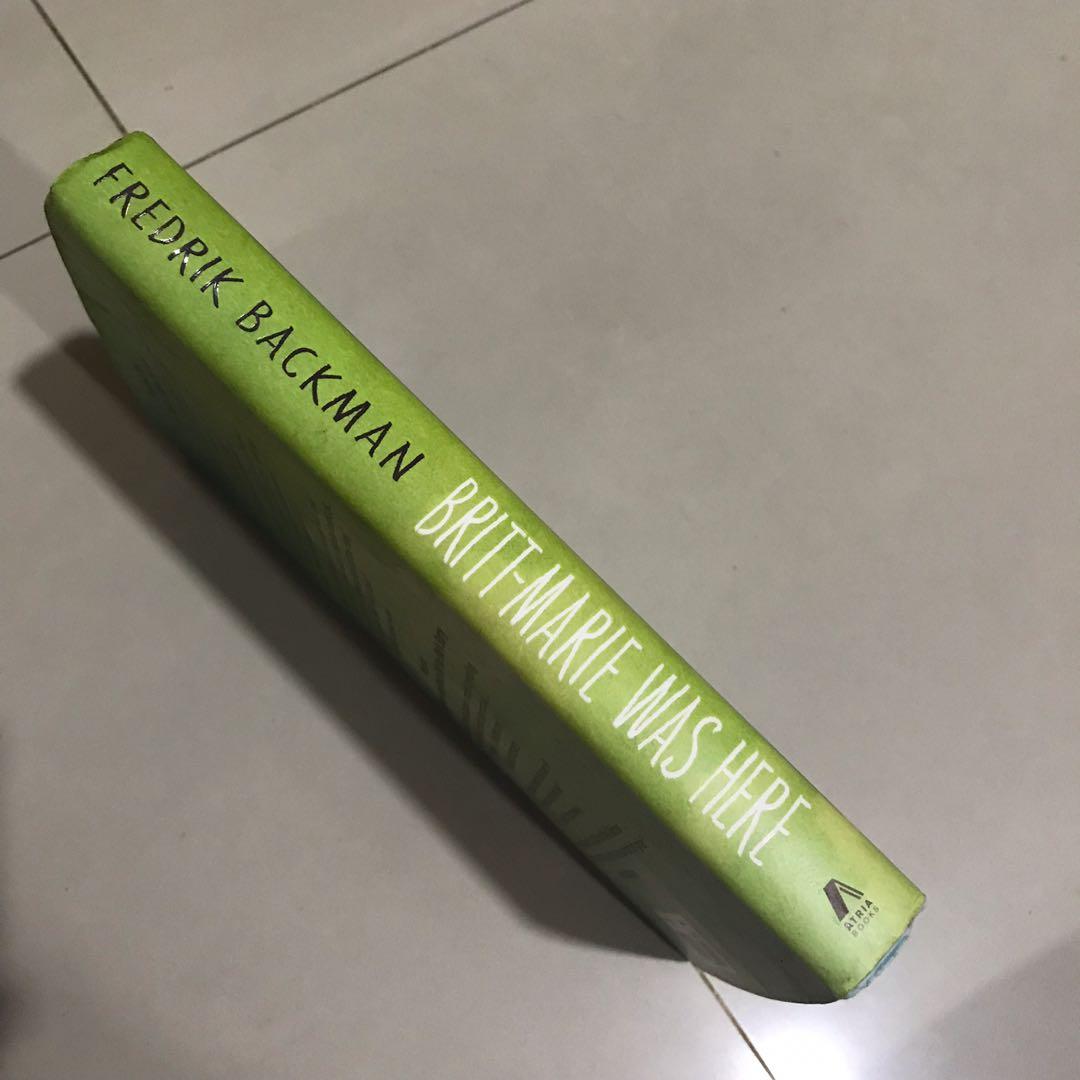 FREDRIK BACKMAN
BRITT-MARIE WAS HERE
ATRIA
BOOKS